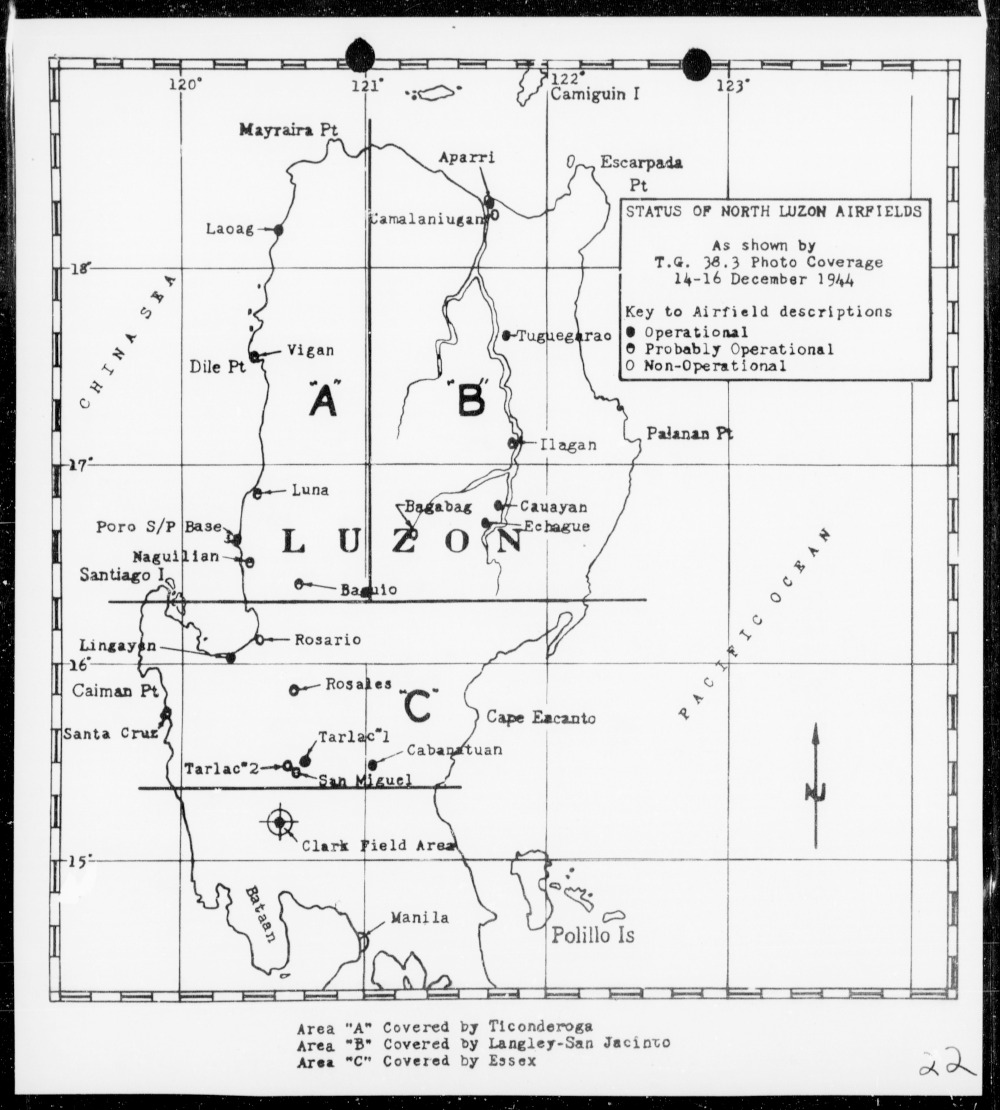 120° 121° 122° 123°
Camiguin I
Mayraira Pt
Aparri
Escarpada
Pt
Camalaniugan
STATUS OF NORTH LUZON AIRFIELDS
As shown by
T.G. 38.3 Photo Coverage
14-16 December 1944
Key to Airfield descriptions
Operational
Probably Operational
Non-Operational
Laoag
18°
CHINA SEA
Tuguegarao
Vigan
Dile Pt
"A"
"B"
Palanan Pt
Ilagan
17°
Luna
Bagabag
Cauayan
Echague
Poro S/P Base
LUZON
Naguilian
Santiago I
Baguio
PACIFIC OCEAN
Rosario
Lingayen
16°
Caiman Pt
Rosales
"C"
Cape Encanto
Santa Cruz
Tarlac #1
Cabanatuan
Tarlac #2
San Miguel
N
Clark Field Area
15°
Bataan
Manila
Polillo Is
Area "A" Covered by Ticonderoga
Area "B" Covered by Langley-San Jacinto
Area "C" Covered by Essex
22